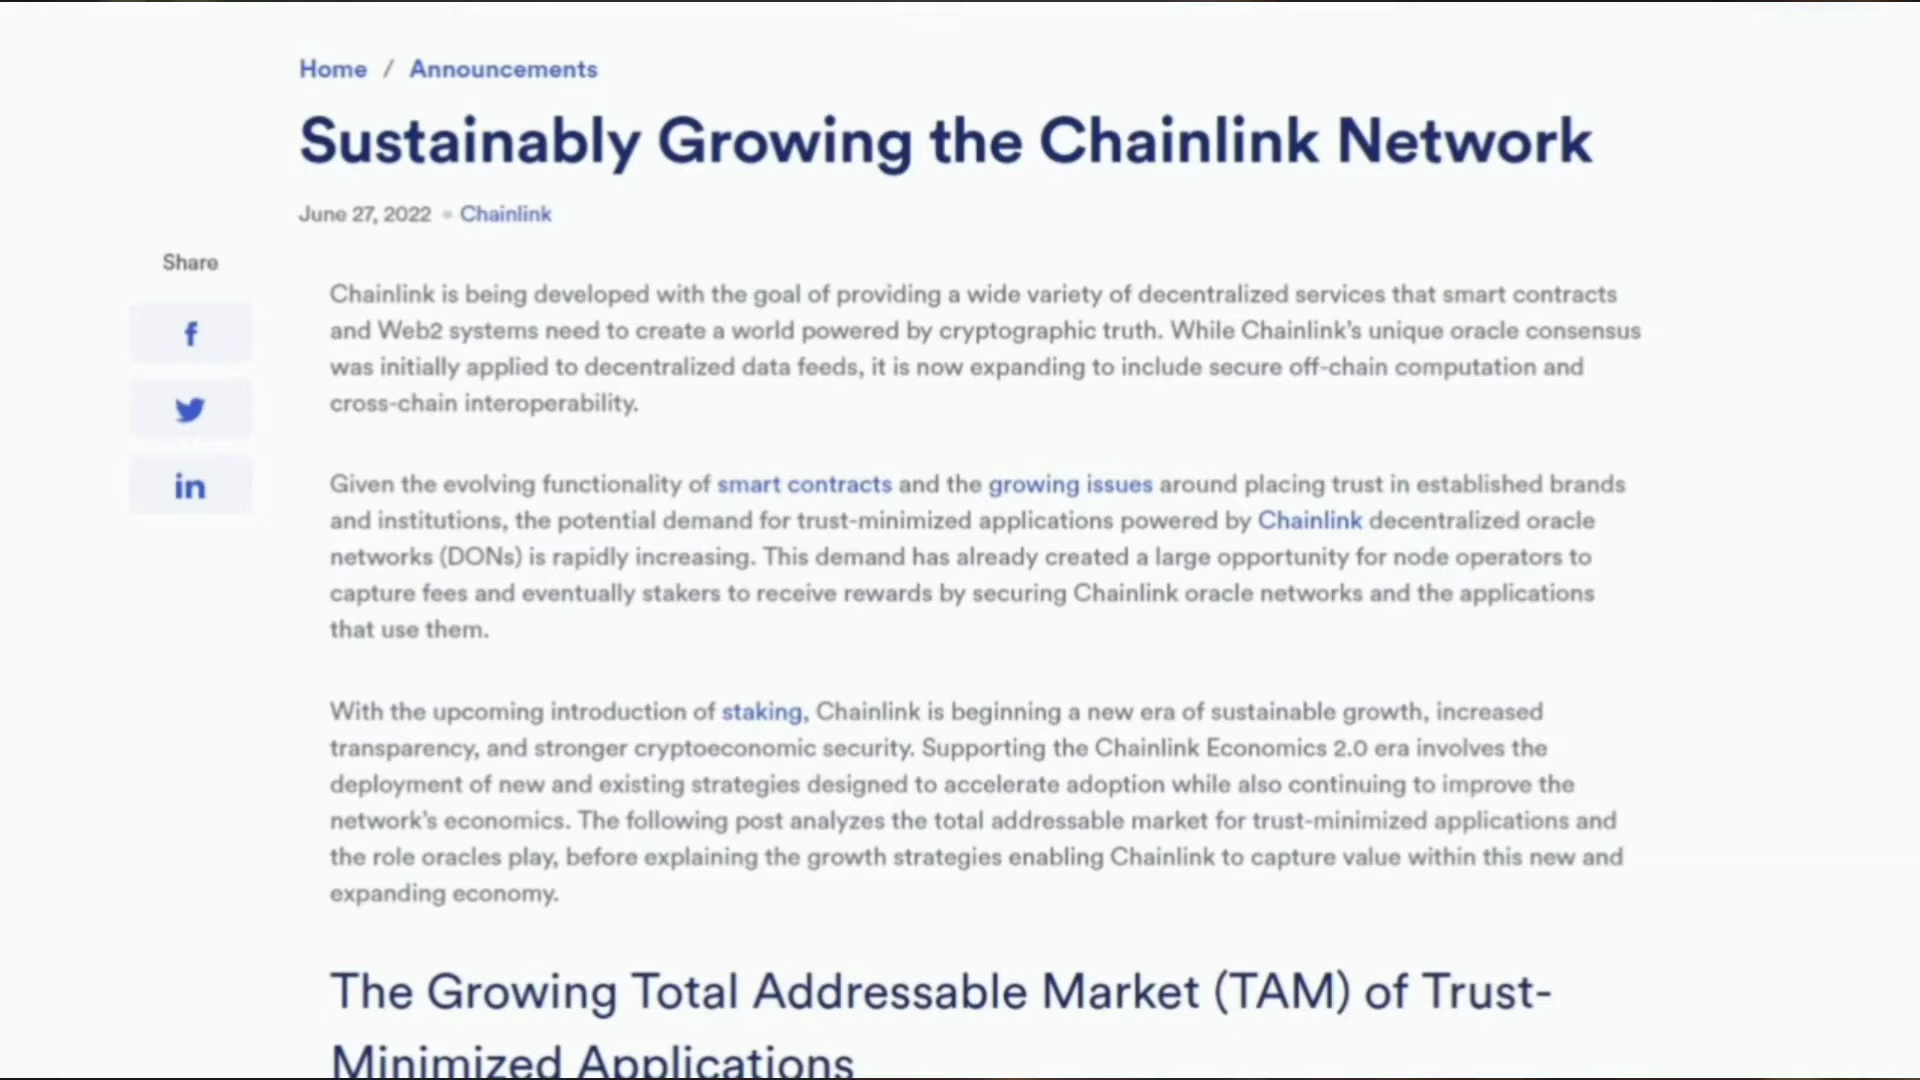 Home / Announcements
Sustainably Growing the Chainlink Network
June 27, 2022 • Chainlink
Share
f
in
Chainlink is being developed with the goal of providing a wide variety of decentralized services that smart contracts
and Web2 systems need to create a world powered by cryptographic truth. While Chainlink's unique oracle consensus
was initially applied to decentralized data feeds, it is now expanding to include secure off-chain computation and
cross-chain interoperability.
Given the evolving functionality of smart contracts and the growing issues around placing trust in established brands
and institutions, the potential demand for trust-minimized applications powered by Chainlink decentralized oracle
networks (DONs) is rapidly increasing. This demand has already created a large opportunity for node operators to
capture fees and eventually stakers to receive rewards by securing Chainlink oracle networks and the applications
that use them.
With the upcoming introduction of staking, Chainlink is beginning a new era of sustainable growth, increased
transparency, and stronger cryptoeconomic security. Supporting the Chainlink Economics 2.0 era involves the
deployment of new and existing strategies designed to accelerate adoption while also continuing to improve the
network's economics. The following post analyzes the total addressable market for trust-minimized applications and
the role oracles play, before explaining the growth strategies enabling Chainlink to capture value within this new and
expanding economy.
The Growing Total Addressable Market (TAM) of Trust-
Minimized Applications